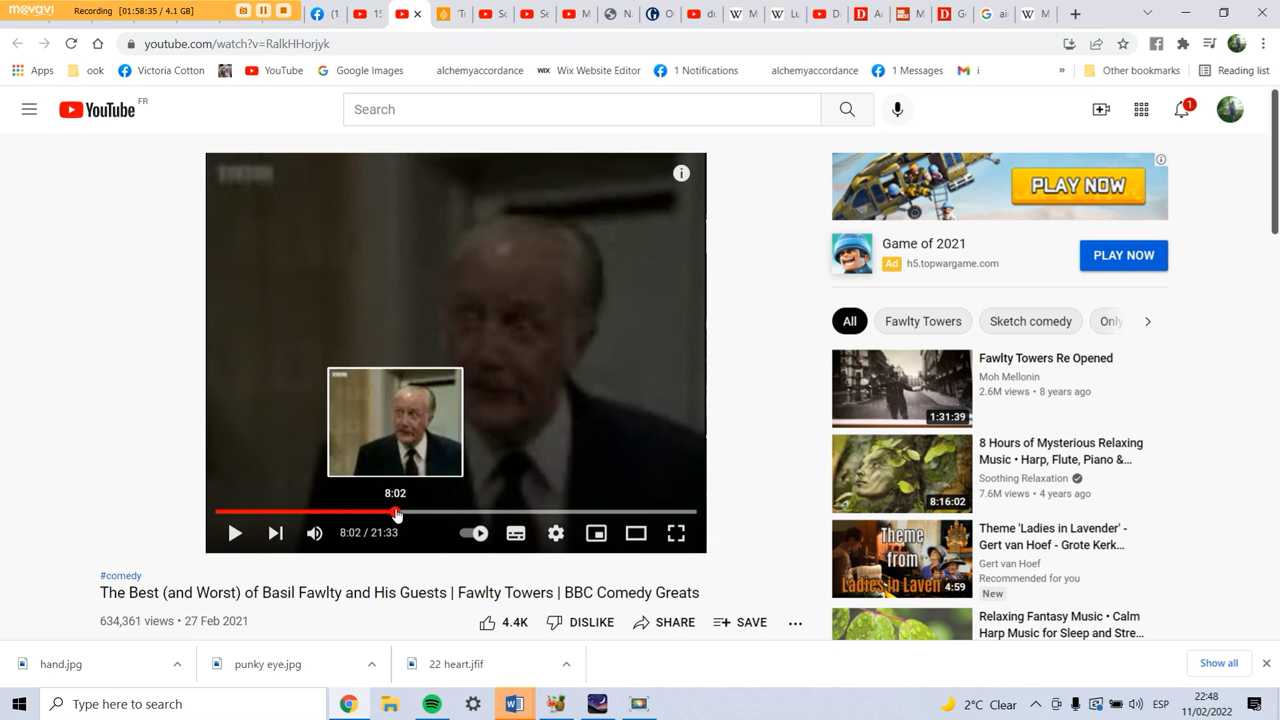 movavi Recording | 01:58:35 / 4.1 GB
youtube.com/watch?v=RalkHHorjyk
Apps ook Victoria Cotton YouTube Google Images alchemyaccordance WIX Wix Website Editor 1 Notifications alchemyaccordance 1 Messages i » Other bookmarks Reading list
YouTube FR
Search
1
PLAY NOW
Game of 2021
Ad h5.topwargame.com
PLAY NOW
All Fawlty Towers Sketch comedy Only
Fawlty Towers Re Opened
Moh Mellonin
2.6M views • 8 years ago
1:31:39
8 Hours of Mysterious Relaxing
Music • Harp, Flute, Piano &...
Soothing Relaxation
7.6M views • 4 years ago
8:16:02
Theme 'Ladies in Lavender' -
Gert van Hoef - Grote Kerk...
Gert van Hoef
Recommended for you
New
Theme
from
Ladies in Laven
4:59
Relaxing Fantasy Music • Calm
Harp Music for Sleep and Stre...
8:02
8:02 / 21:33
#comedy
The Best (and Worst) of Basil Fawlty and His Guests | Fawlty Towers | BBC Comedy Greats
634,361 views • 27 Feb 2021
4.4K DISLIKE SHARE SAVE
hand.jpg punky eye.jpg 22 heart.jfif Show all
Type here to search
2°C Clear ESP
22:48
11/02/2022